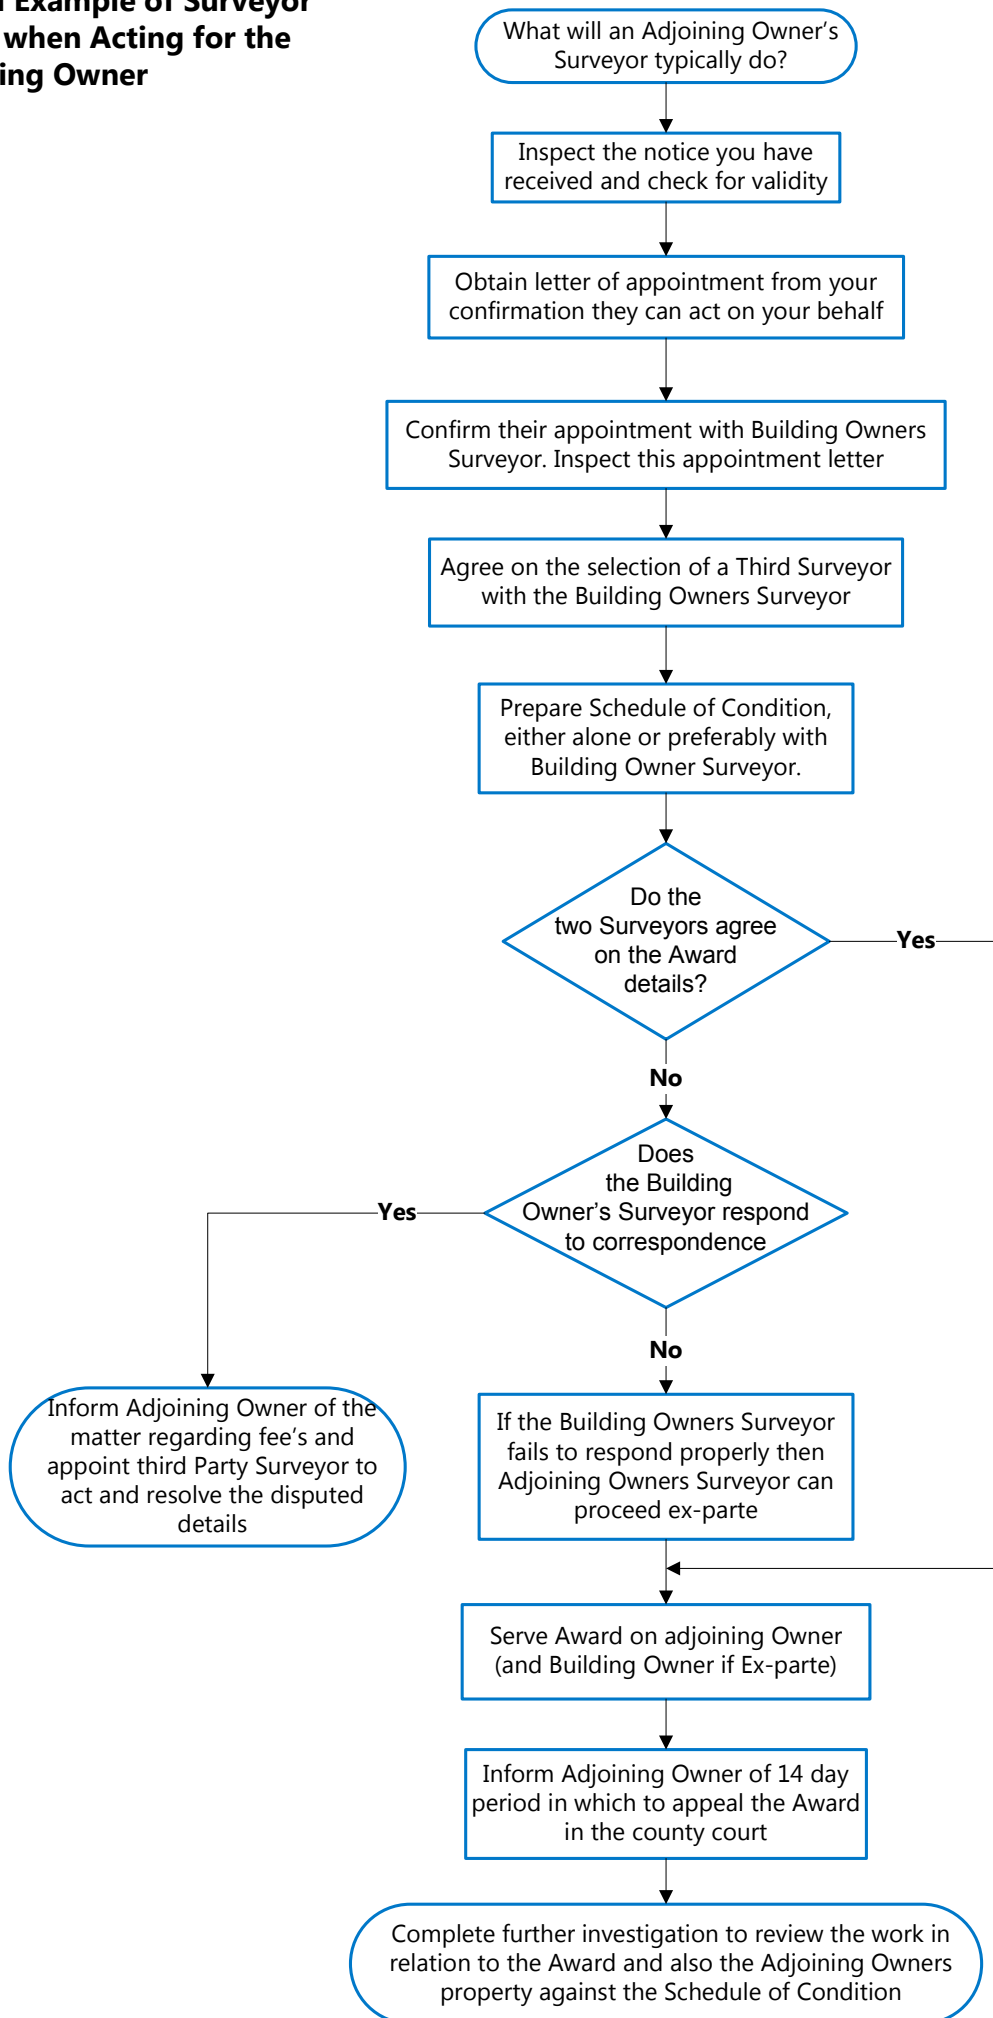 Example of Surveyor
when Acting for the
ing Owner
What will an Adjoining Owner's
Surveyor typically do?
Inspect the notice you have
received and check for validity
Obtain letter of appointment from your
confirmation they can act on your behalf
Confirm their appointment with Building Owners
Surveyor. Inspect this appointment letter
Agree on the selection of a Third Surveyor
with the Building Owners Surveyor
Prepare Schedule of Condition,
either alone or preferably with
Building Owner Surveyor.
Do the
two Surveyors agree
on the Award
details?
Yes
No
Does
the Building
Owner’s Surveyor respond
to correspondence
Yes
No
Inform Adjoining Owner of the
matter regarding fee's and
appoint third Party Surveyor to
act and resolve the disputed
details
If the Building Owners Surveyor
fails to respond properly then
Adjoining Owners Surveyor can
proceed ex-parte
Serve Award on adjoining Owner
(and Building Owner if Ex-parte)
Inform Adjoining Owner of 14 day
period in which to appeal the Award
in the county court
Complete further investigation to review the work in
relation to the Award and also the Adjoining Owners
property against the Schedule of Condition